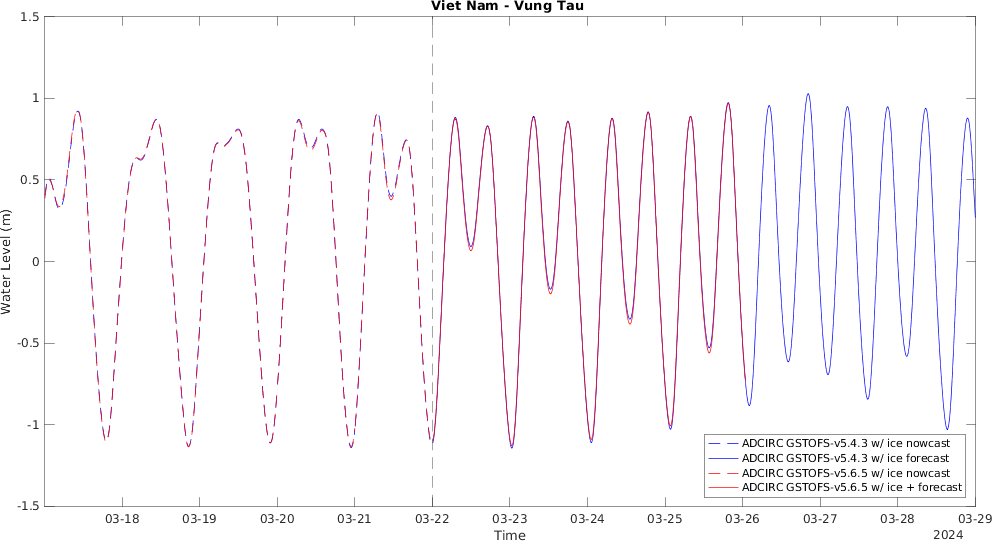 Viet Nam - Vung Tau
1.5
1
0.5
0
-0.5
-1
-1.5
Water Level (m)
ADCIRC GSTOFS-v5.4.3 w/ ice nowcast
ADCIRC GSTOFS-v5.4.3 w/ ice forecast
ADCIRC GSTOFS-v5.6.5 w/ ice nowcast
ADCIRC GSTOFS-v5.6.5 w/ ice + forecast
03-18 03-19 03-20 03-21 03-22 03-23 03-24 03-25 03-26 03-27 03-28 03-29
Time
2024